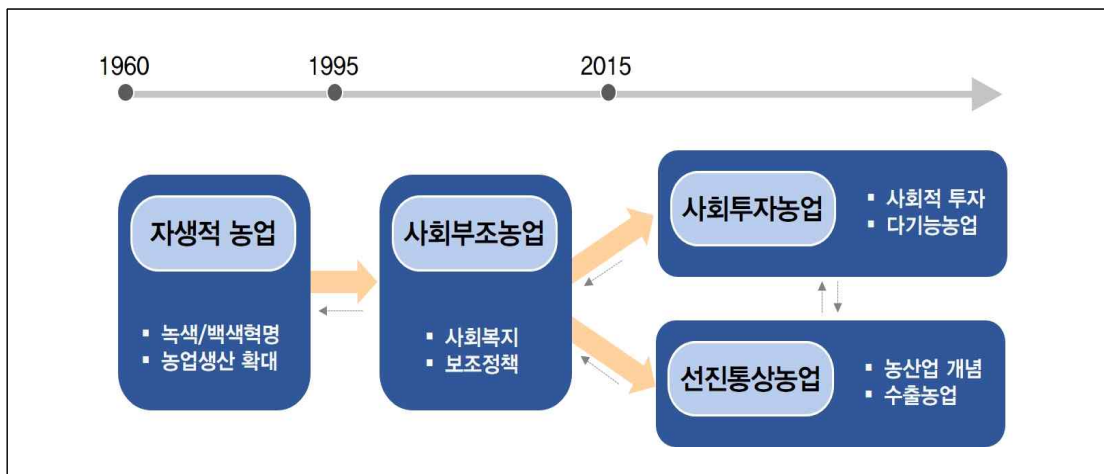 1960
1995
2015
자생적 농업
▪ 녹색/백색혁명
▪ 농업생산 확대
사회부조농업
▪ 사회복지
▪ 보조정책
사회투자농업
▪ 사회적 투자
▪ 다기능농업
선진통상농업
▪ 농산업 개념
▪ 수출농업